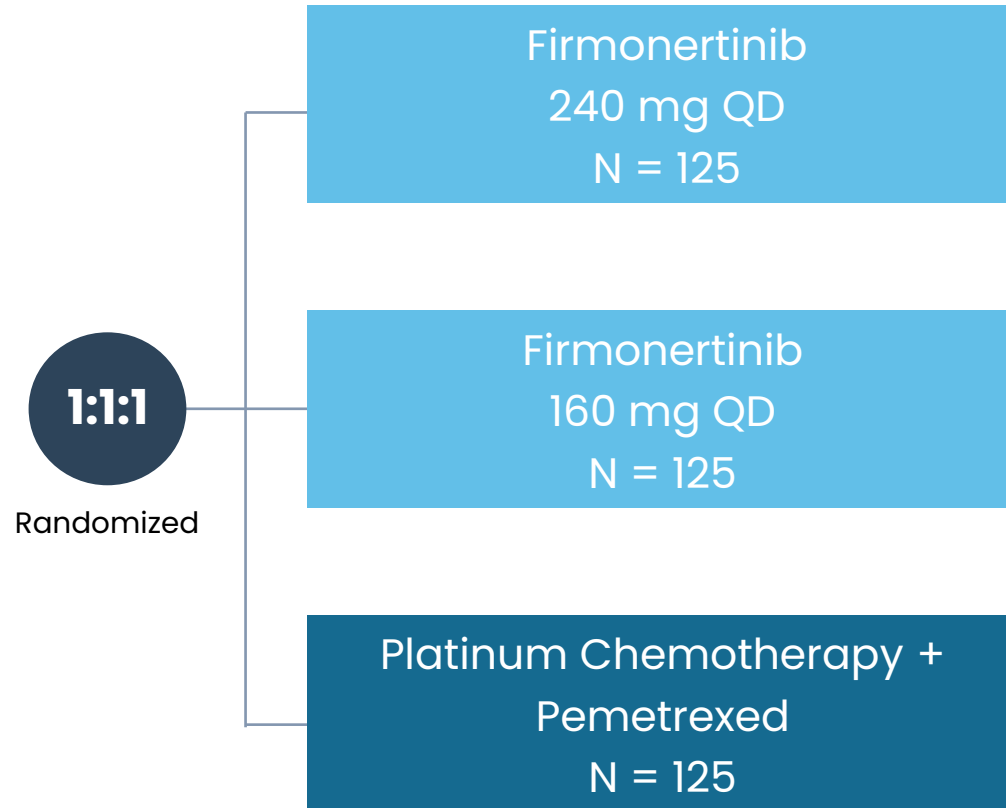 Firmonertinib
240 mg QD
N = 125
Firmonertinib
160 mg QD
N = 125
1:1:1
Randomized
Platinum Chemotherapy +
Pemetrexed
N = 125